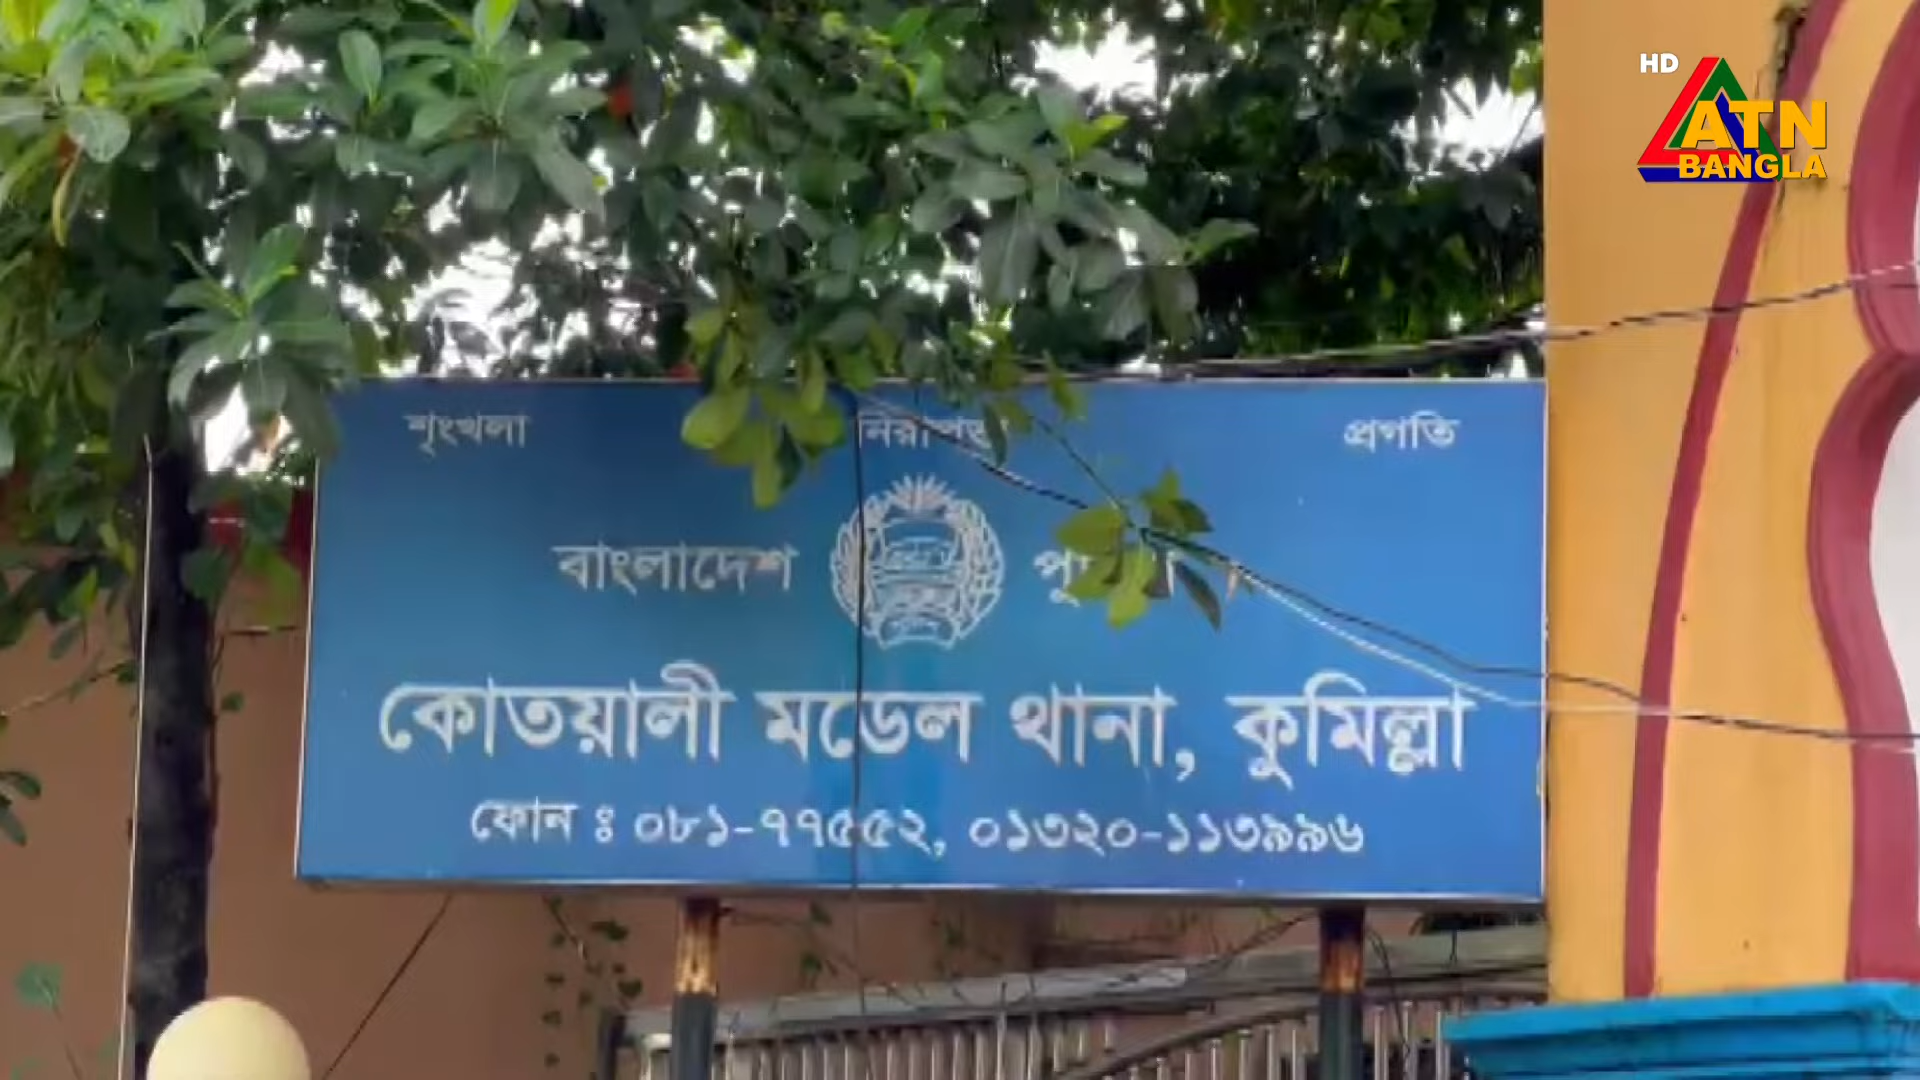 HD
ATN
BANGLA
শৃংখলা প্রগতি
বাংলাদেশ
কোতয়ালী মডেল থানা, কুমিল্লা
ফোন ঃ ০৮১-৭৭৫৫২, ০১৩২০-১১৩৯৯৬